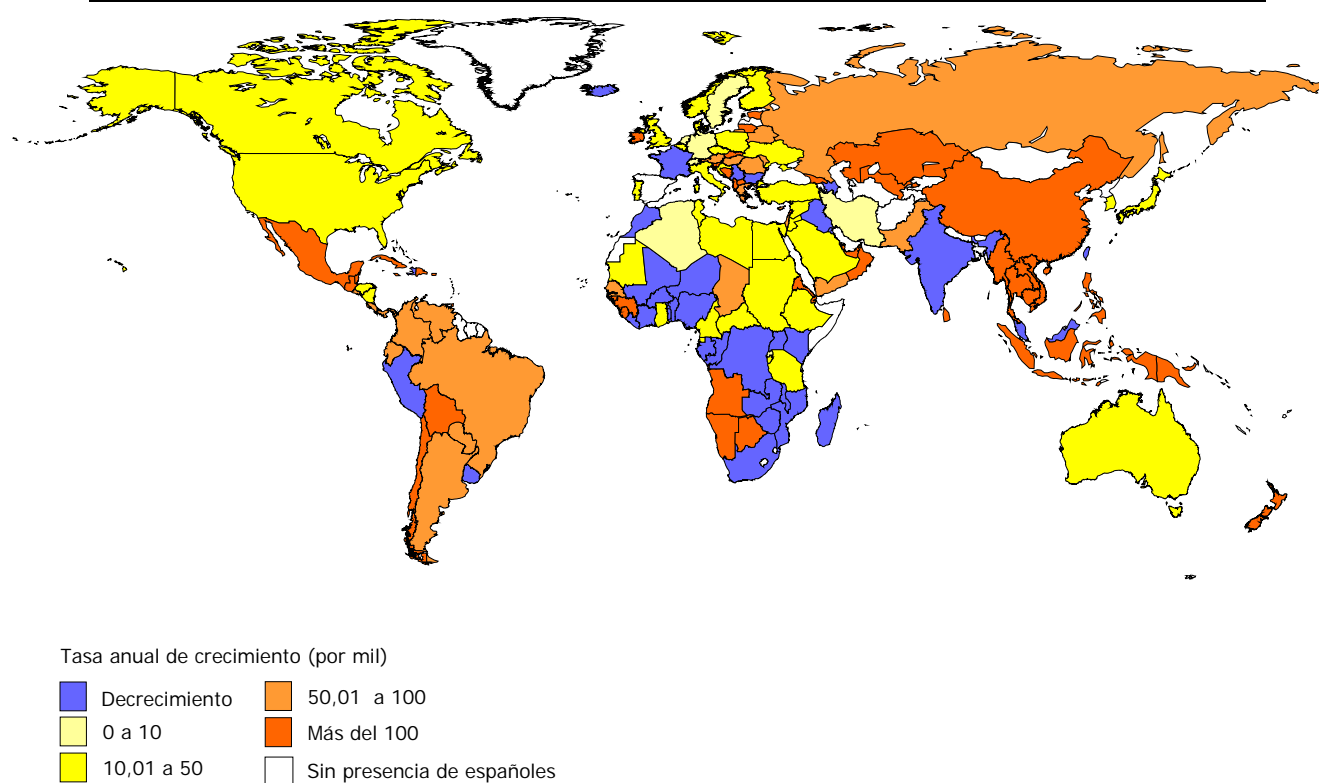 Tasa anual de crecimiento (por mil)
Decrecimiento
0 a 10
10,01 a 50
50,01 a 100
Más del 100
Sin presencia de españoles